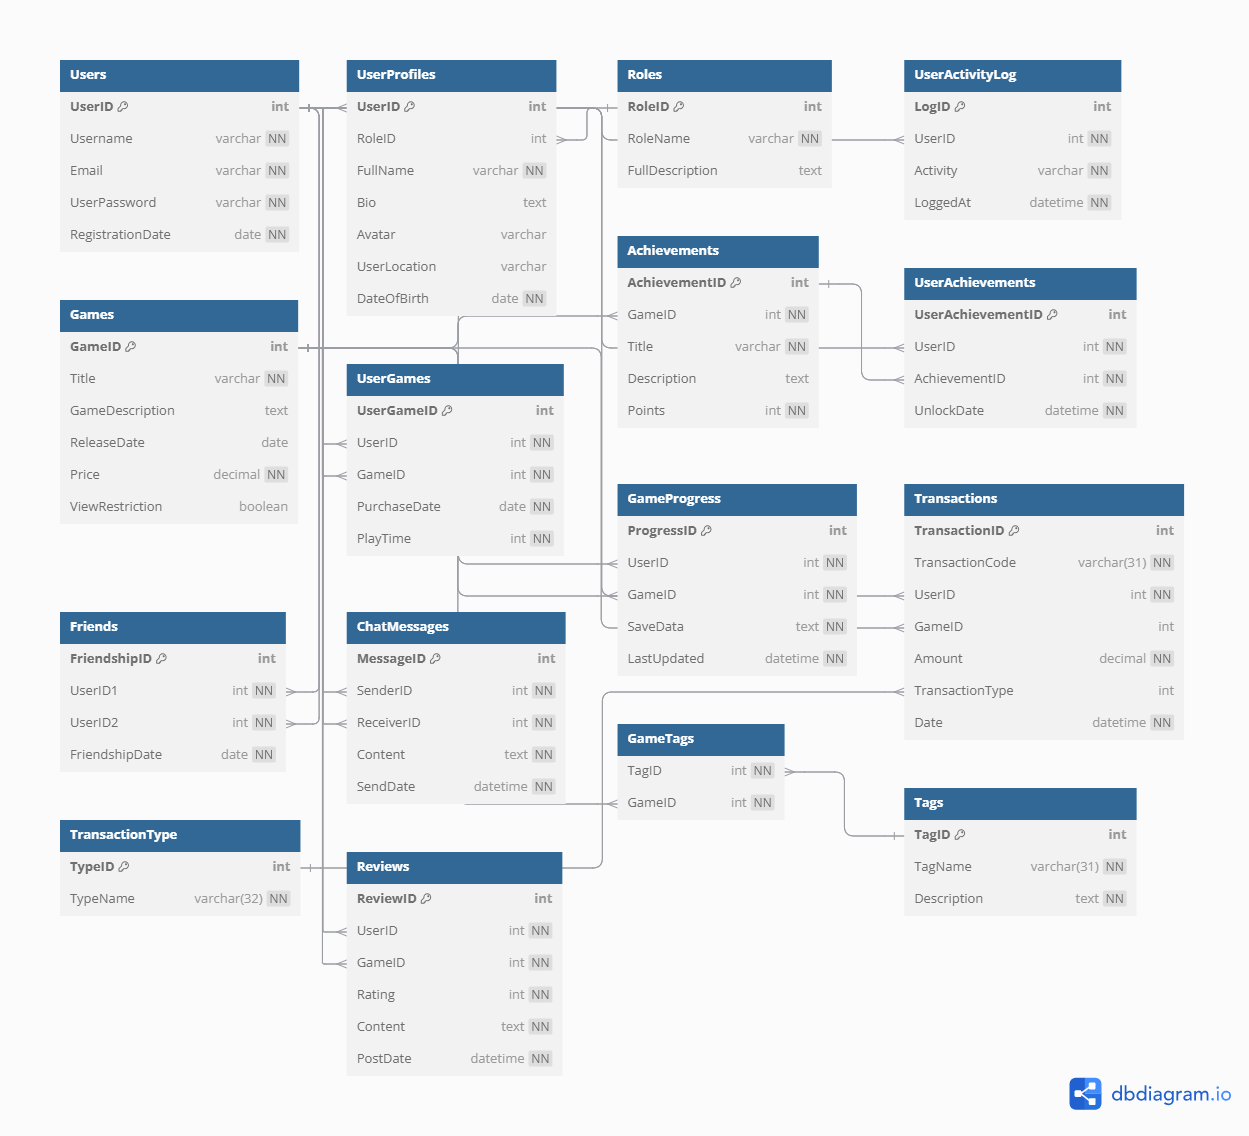 Users
UserID int
Username varchar NN
Email varchar NN
UserPassword varchar NN
RegistrationDate date NN
UserProfiles
UserID int
RoleID int
FullName varchar NN
Bio text
Avatar varchar
UserLocation varchar
DateOfBirth date NN
Roles
RoleID int
RoleName varchar NN
FullDescription text
UserActivityLog
LogID int
UserID int NN
Activity varchar NN
LoggedAt datetime NN
Games
GameID int
Title varchar NN
GameDescription text
ReleaseDate date
Price decimal NN
ViewRestriction boolean
UserGames
UserGameID int
UserID int NN
GameID int NN
PurchaseDate date NN
PlayTime int NN
Achievements
AchievementID int
GameID int NN
Title varchar NN
Description text
Points int NN
UserAchievements
UserAchievementID int
UserID int NN
AchievementID int NN
UnlockDate datetime NN
GameProgress
ProgressID int
UserID int NN
GameID int NN
SaveData text NN
LastUpdated datetime NN
Transactions
TransactionID int
TransactionCode varchar(31) NN
UserID int NN
GameID int
Amount decimal NN
TransactionType int
Date datetime NN
Friends
FriendshipID int
UserID1 int NN
UserID2 int NN
FriendshipDate date NN
ChatMessages
MessageID int
SenderID int NN
ReceiverID int NN
Content text NN
SendDate datetime NN
GameTags
TagID int NN
GameID int NN
Tags
TagID int
TagName varchar(31) NN
Description text NN
TransactionType
TypeID int
TypeName varchar(32) NN
Reviews
ReviewID int
UserID int NN
GameID int NN
Rating int NN
Content text NN
PostDate datetime NN
dbdiagram.io